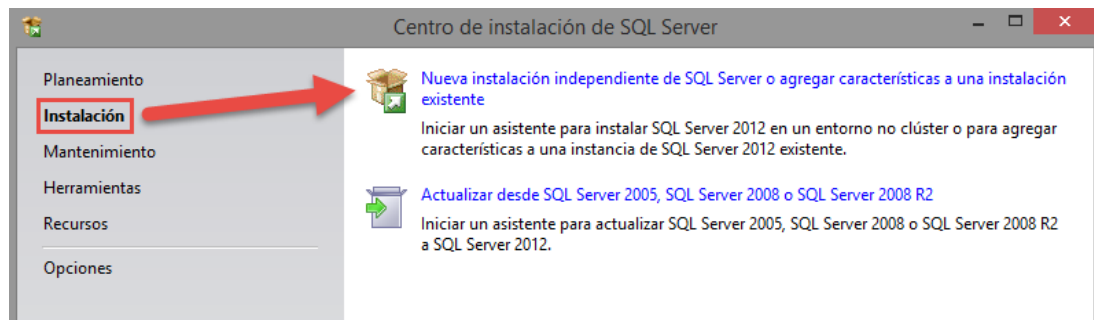 Centro de instalación de SQL Server
Planeamiento
Instalación
Mantenimiento
Herramientas
Recursos
Opciones
Nueva instalación independiente de SQL Server o agregar características a una instalación
existente
Iniciar un asistente para instalar SQL Server 2012 en un entorno no clúster o para agregar
características a una instancia de SQL Server 2012 existente.
Actualizar desde SQL Server 2005, SQL Server 2008 o SQL Server 2008 R2
Iniciar un asistente para actualizar SQL Server 2005, SQL Server 2008 o SQL Server 2008 R2
a SQL Server 2012.